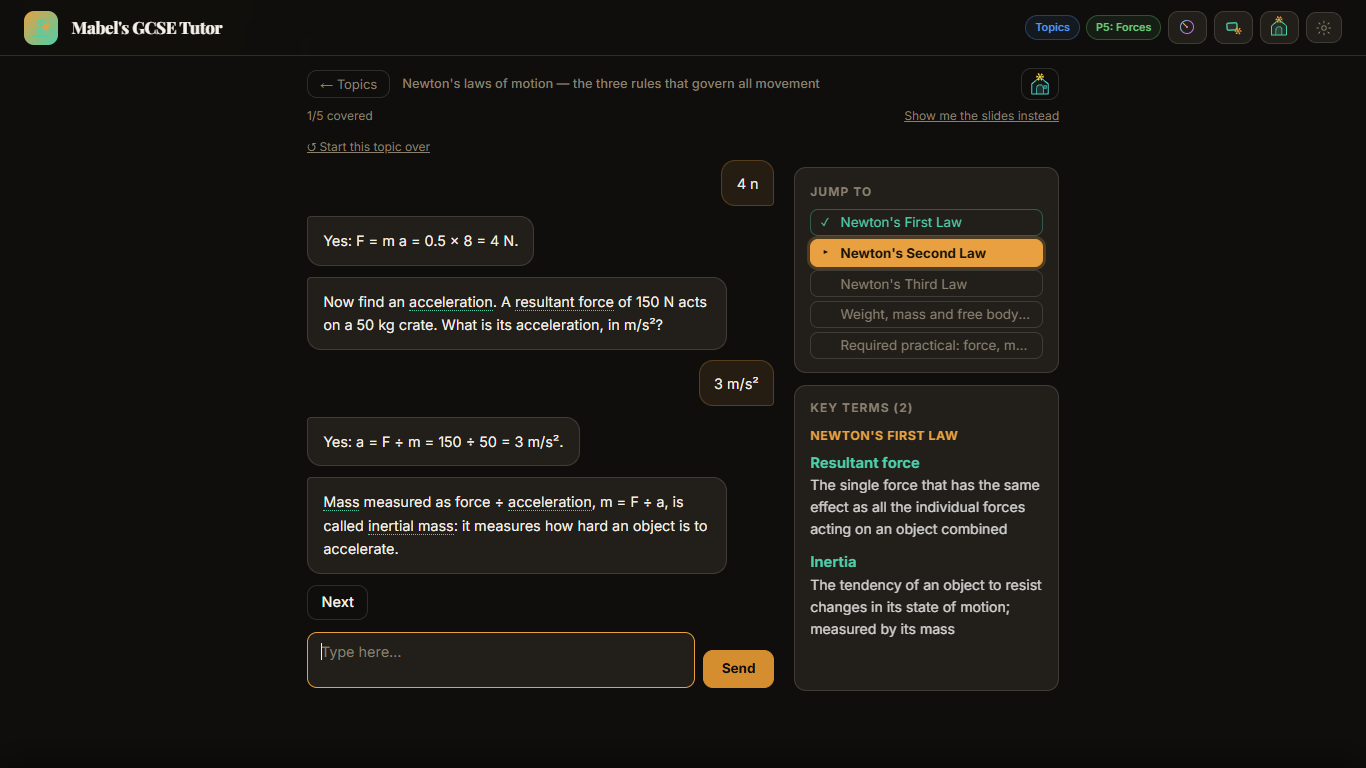 Mabel's GCSE Tutor
Topics
P5: Forces
← Topics
Newton's laws of motion — the three rules that govern all movement
1/5 covered
Show me the slides instead
↺ Start this topic over
4 n
Yes: F = m a = 0.5 × 8 = 4 N.
Now find an acceleration. A resultant force of 150 N acts
on a 50 kg crate. What is its acceleration, in m/s²?
3 m/s²
Yes: a = F ÷ m = 150 ÷ 50 = 3 m/s².
Mass measured as force ÷ acceleration, m = F ÷ a, is
called inertial mass: it measures how hard an object is to
accelerate.
Next
Type here...
Send
JUMP TO
✓ Newton's First Law
▸ Newton's Second Law
Newton's Third Law
Weight, mass and free body...
Required practical: force, m...
KEY TERMS (2)
NEWTON'S FIRST LAW
Resultant force
The single force that has the same
effect as all the individual forces
acting on an object combined
Inertia
The tendency of an object to resist
changes in its state of motion;
measured by its mass